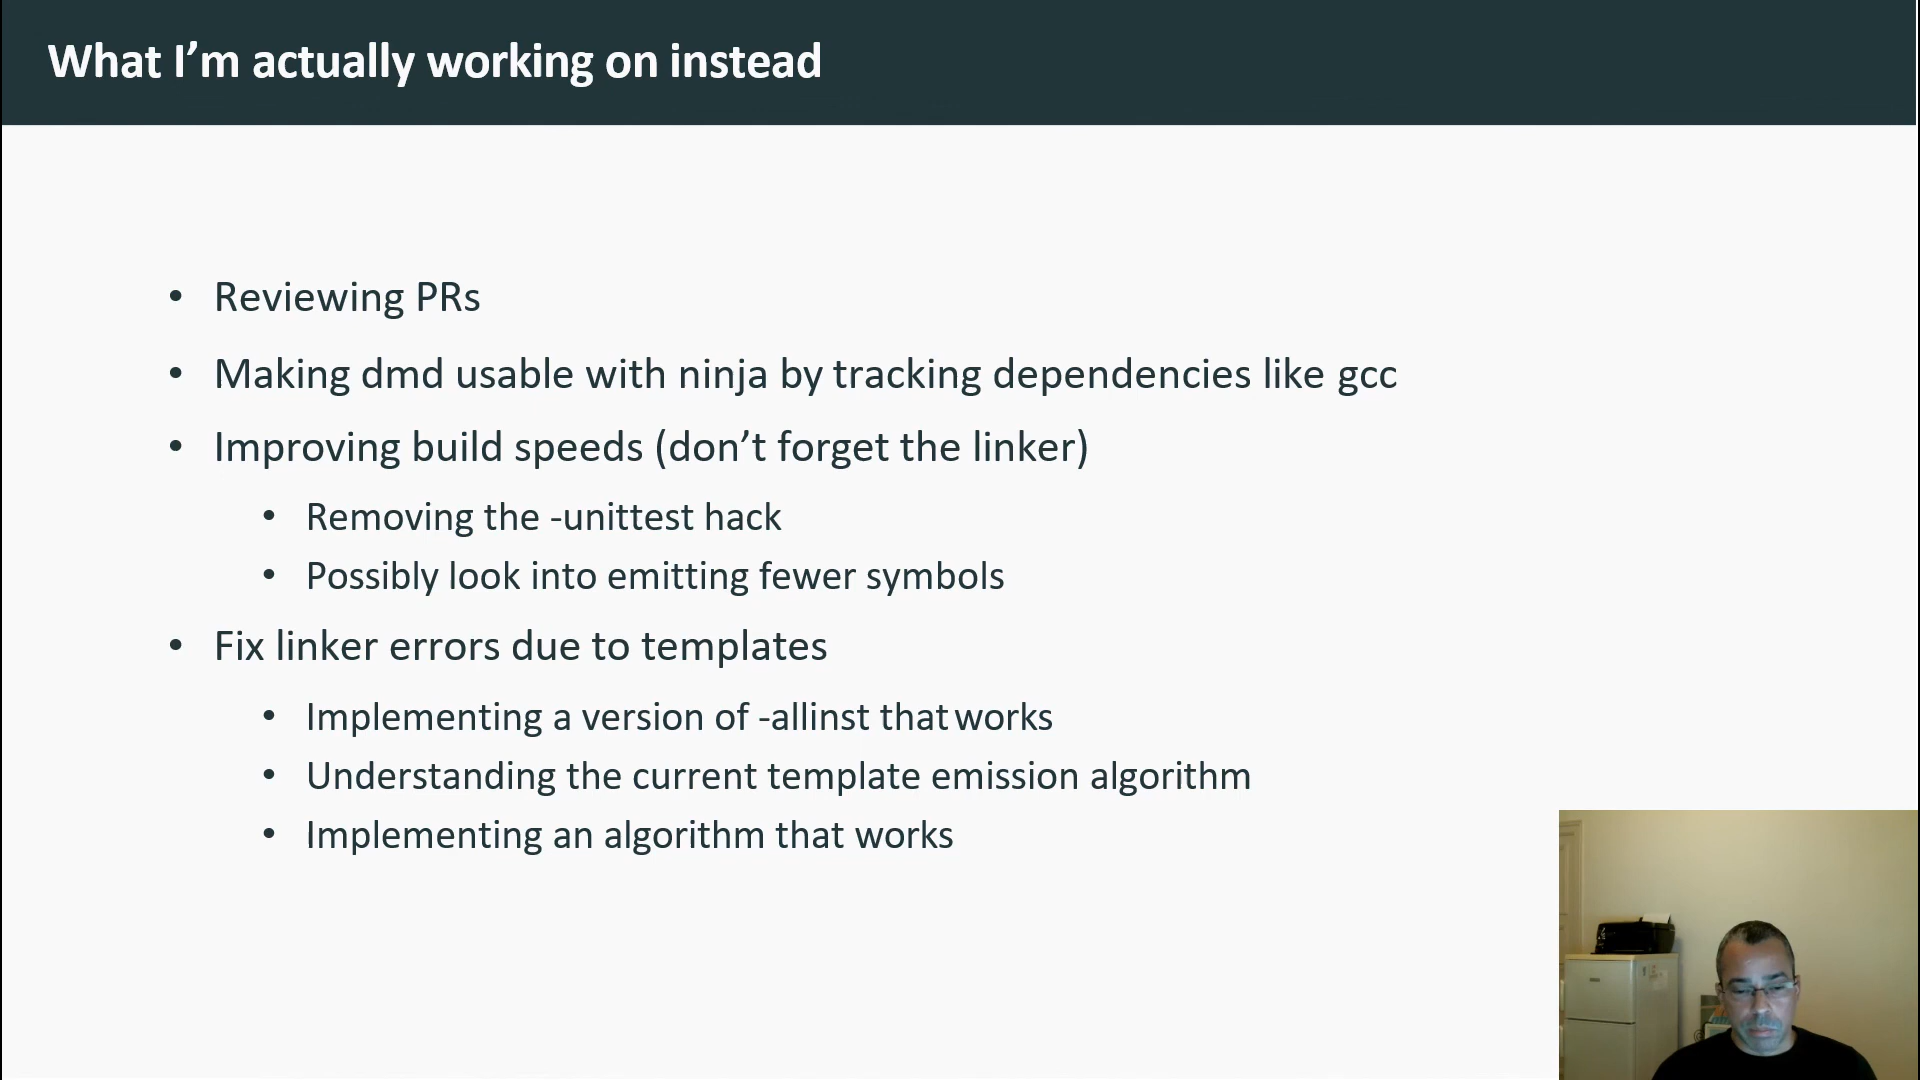 What I’m actually working on instead
• Reviewing PRs
• Making dmd usable with ninja by tracking dependencies like gcc
• Improving build speeds (don’t forget the linker)
• Removing the -unittest hack
• Possibly look into emitting fewer symbols
• Fix linker errors due to templates
• Implementing a version of -allinst that works
• Understanding the current template emission algorithm
• Implementing an algorithm that works